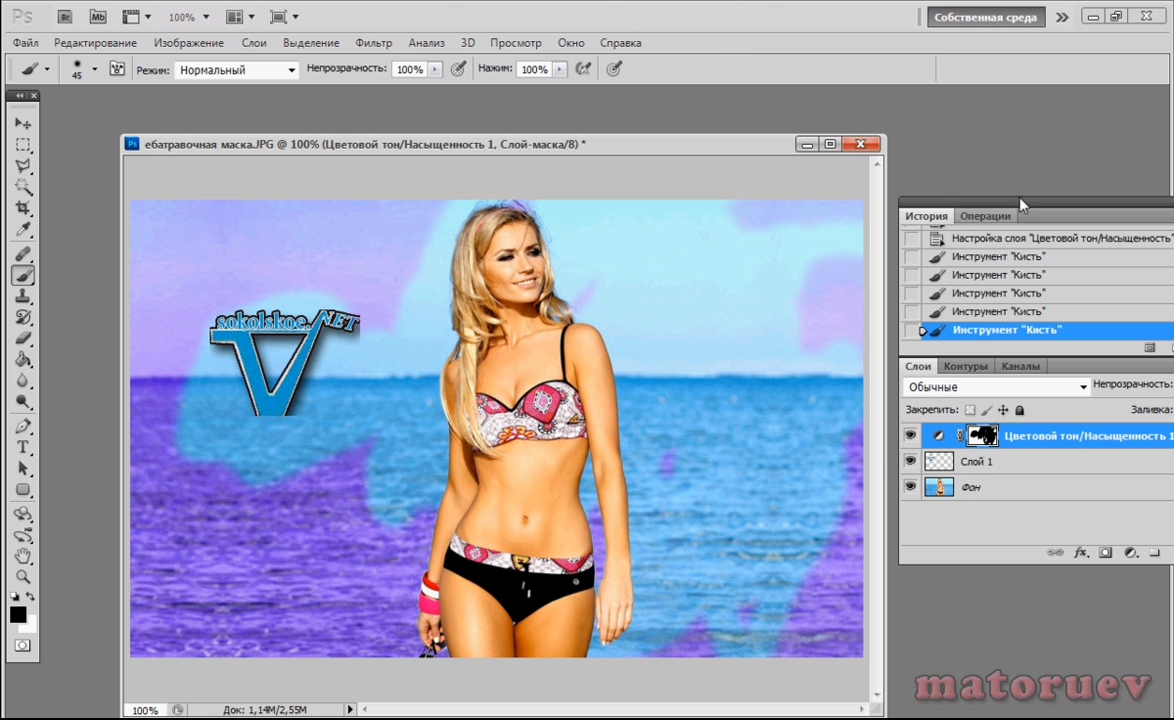 Ps Br Mb 100% Собственная среда
Файл Редактирование Изображение Слои Выделение Фильтр Анализ 3D Просмотр Окно Справка
45 Режим: Нормальный Непрозрачность: 100% Нажим: 100%
ебатравочная маска.JPG @ 100% (Цветовой тон/Насыщенность 1, Слой-маска/8) *
История Операции
Настройка слоя "Цветовой тон/Насыщенность"
Инструмент "Кисть"
Инструмент "Кисть"
Инструмент "Кисть"
Инструмент "Кисть"
Инструмент "Кисть"
sokolskoe.NET
V
Слои Контуры Каналы
Обычные Непрозрачность:
Закрепить: Заливка:
Цветовой тон/Насыщенность 1
Слой 1
Фон
fx
T
matoruev
100% Док: 1,14M/2,55M